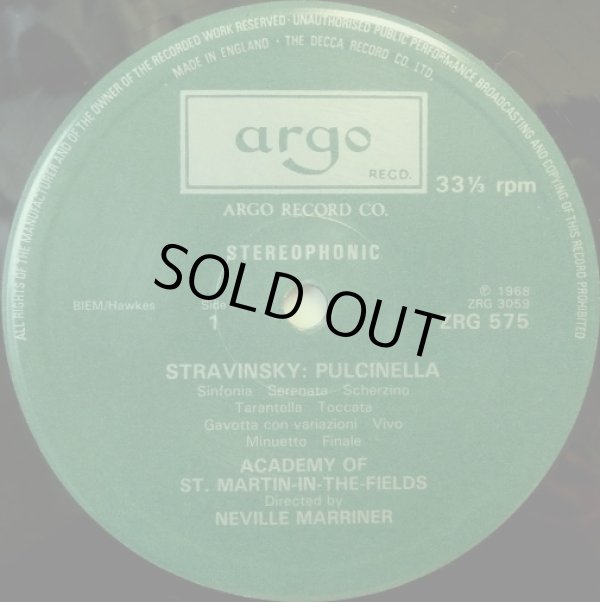 ALL RIGHTS OF THE MANUFACTURER AND OF THE OWNER OF THE RECORDED WORK RESERVED · UNAUTHORISED PUBLIC PERFORMANCE BROADCASTING AND COPYING OF THIS RECORD PROHIBITED
MADE IN ENGLAND · THE DECCA RECORD CO. LTD.
argo
REGD.
33⅓ rpm
ARGO RECORD CO.
STEREOPHONIC
SOLD OUT
BIEM/Hawkes
Side
1
℗ 1968
ZRG 3059
ZRG 575
STRAVINSKY: PULCINELLA
Sinfonia Serenata Scherzino
Tarantella Toccata
Gavotta con variazioni Vivo
Minuetto Finale
ACADEMY OF
ST. MARTIN-IN-THE-FIELDS
Directed by
NEVILLE MARRINER